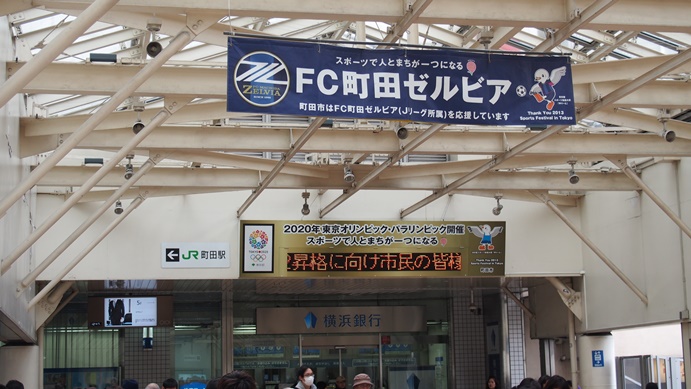 スポーツで人とまちが一つになる
FC町田ゼルビア
ZELVIA
町田市はFC町田ゼルビア(Jリーグ所属)を応援しています
Thank You 2013
Sports Festival in Tokyo
2020年東京オリンピック・パラリンピック開催
スポーツで人とまちが一つになる
昇格に向け市民の皆様
JR 町田駅
横浜銀行